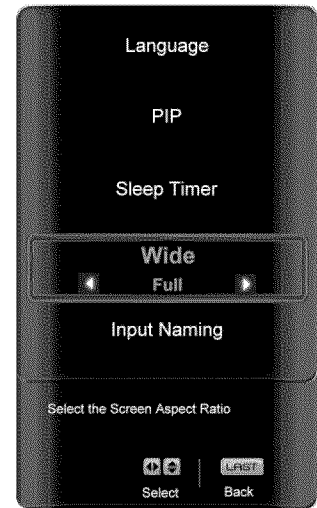 Language
PIP
Sleep Timer
Wide
Full
Input Naming
Select the Screen Aspect Ratio
LAST
Select
Back